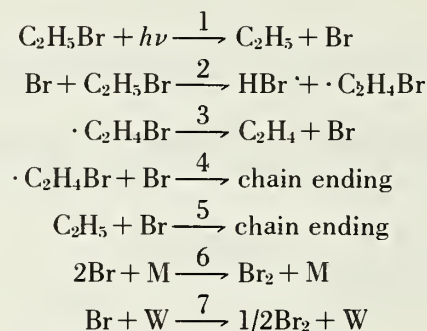 C₂H₅Br + hν —1→ C₂H₅ + Br
Br + C₂H₅Br —2→ HBr · + · C₂H₄Br
· C₂H₄Br —3→ C₂H₄ + Br
· C₂H₄Br + Br —4→ chain ending
C₂H₅ + Br —5→ chain ending
2Br + M —6→ Br₂ + M
Br + W —7→ 1/2Br₂ + W